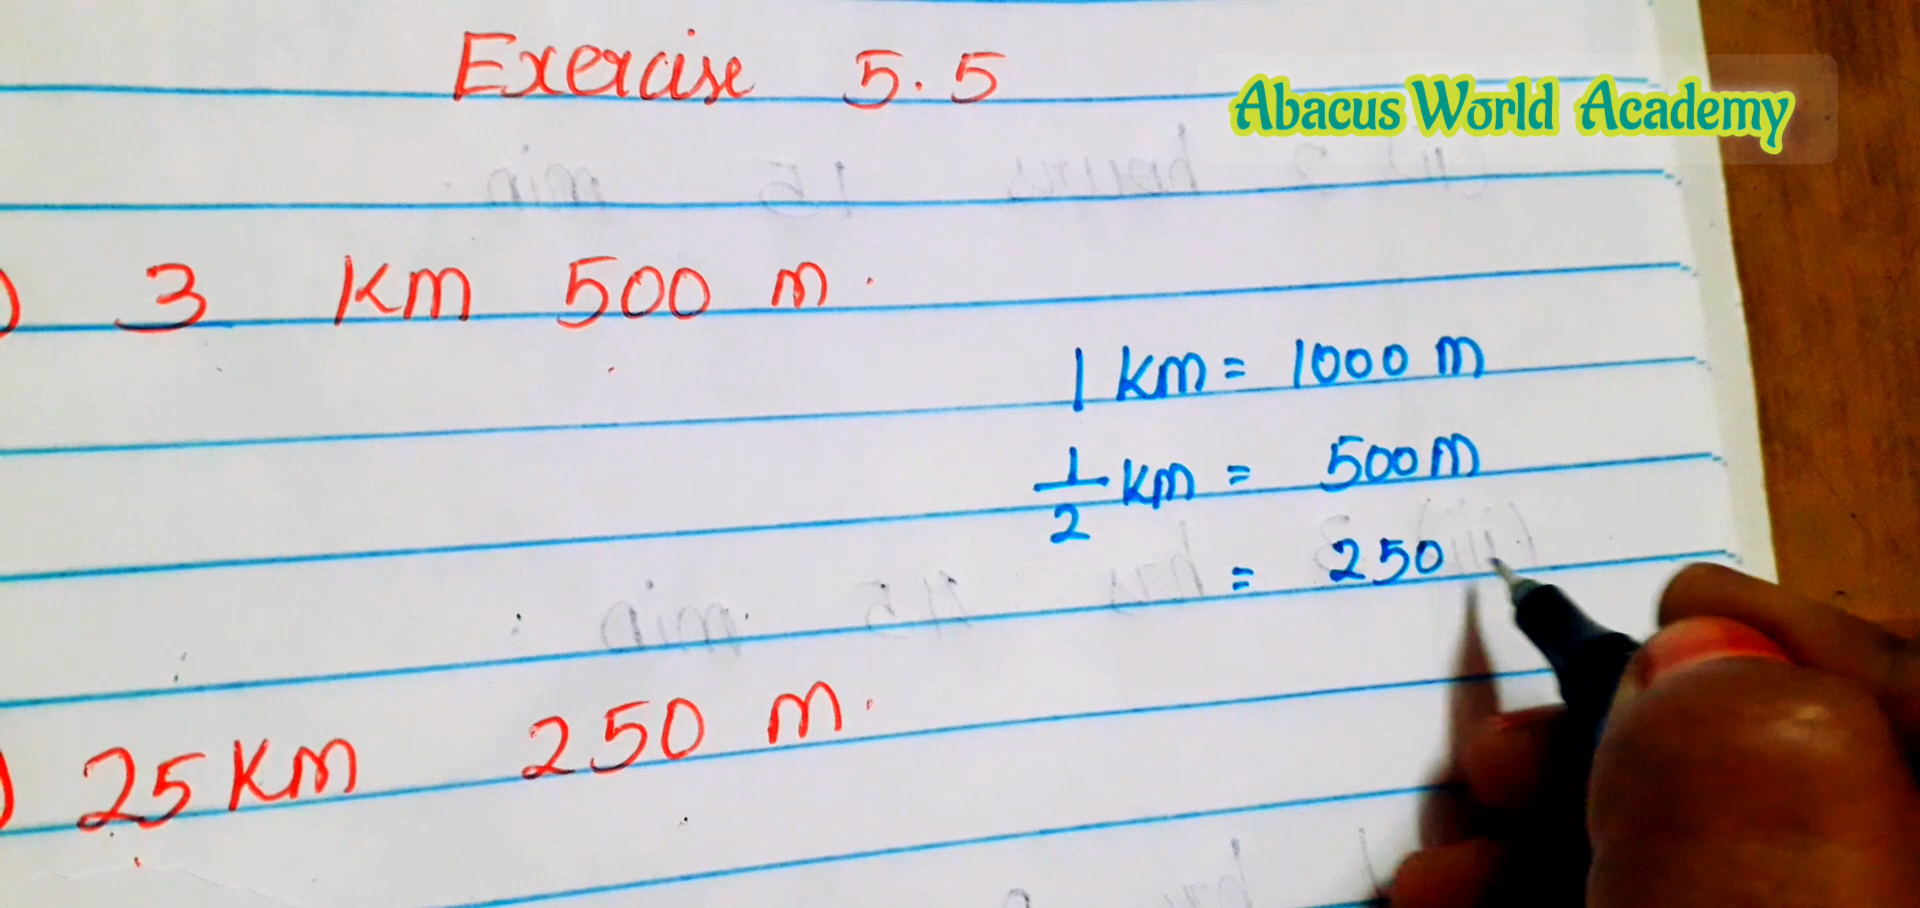 Exercise 5.5
Abacus World Academy
) 3 Km 500 m.
1 km = 1000 m
1/2 km = 500 m
= 250
) 25 Km 250 m.